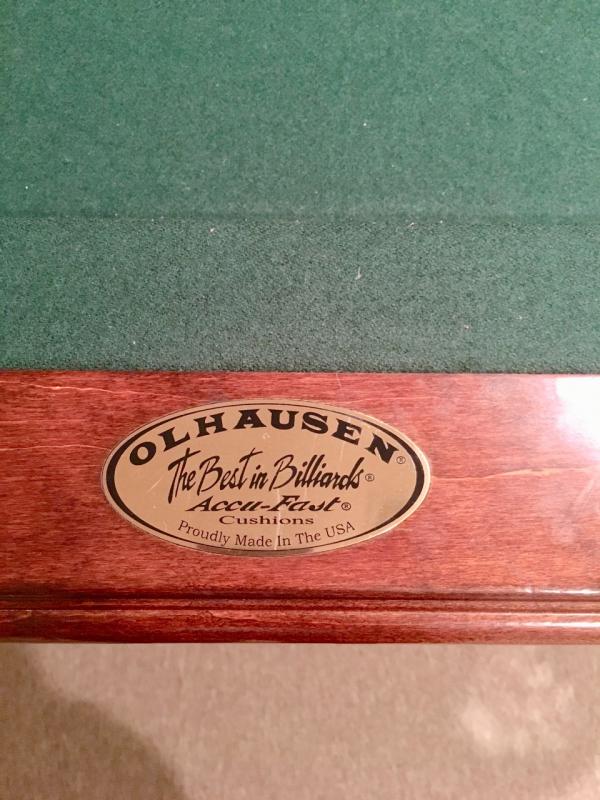 OLHAUSEN®
The Best in Billiards®
Accu-Fast®
Cushions
Proudly Made In The USA